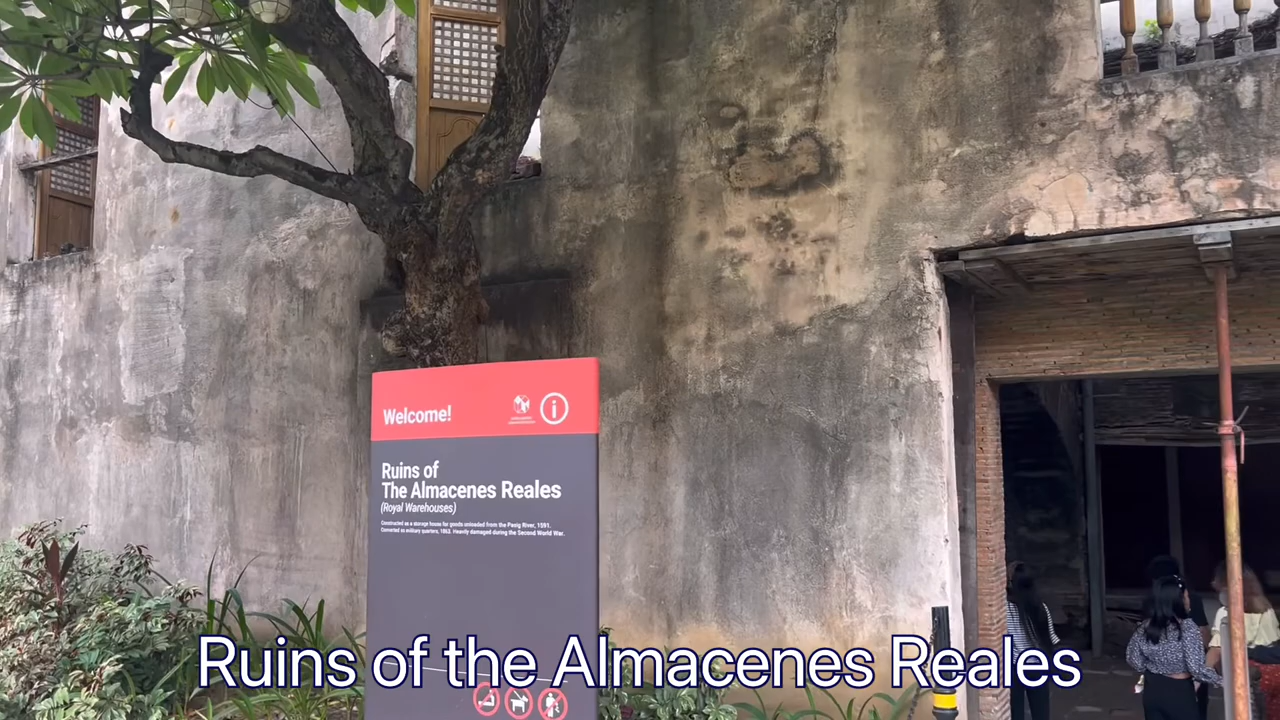 Welcome!
Ruins of
The Almacenes Reales
(Royal Warehouses)
Constructed as a storage house for goods unloaded from the Pasig River, 1591.
Converted as military quarters, 1863. Heavily damaged during the Second World War.
Ruins of the Almacenes Reales